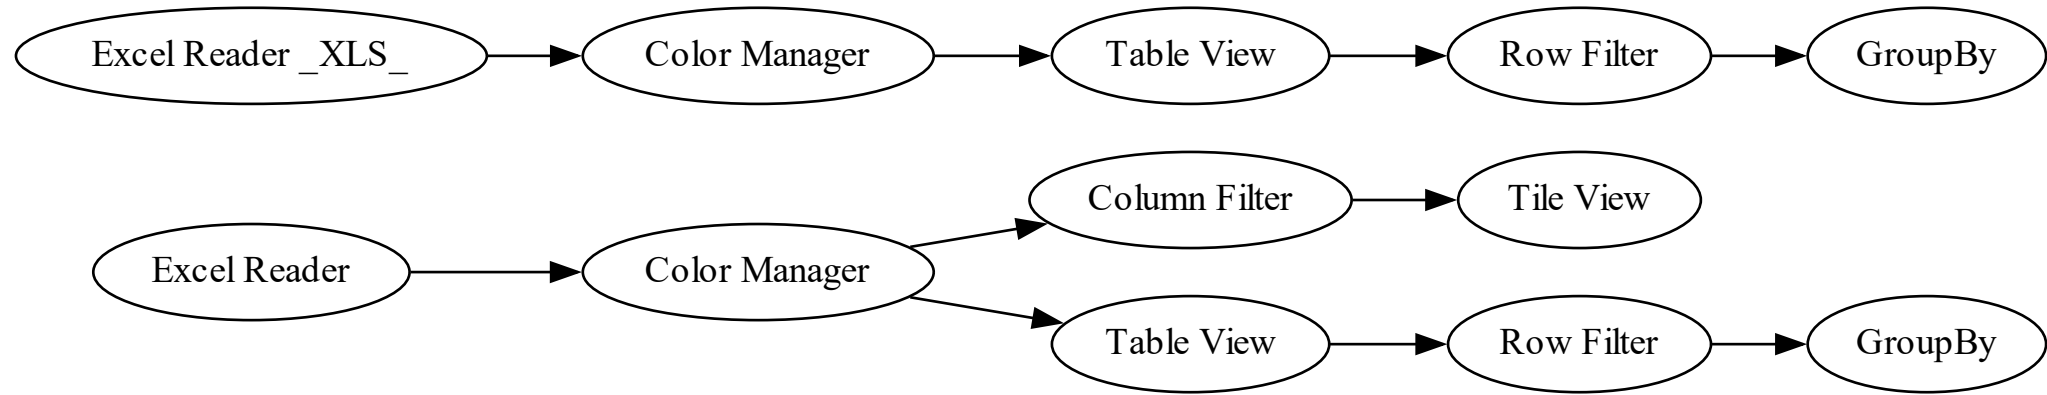 Excel Reader _XLS_
Color Manager
Table View
Row Filter
GroupBy
Column Filter
Tile View
Excel Reader
Color Manager
Table View
Row Filter
GroupBy